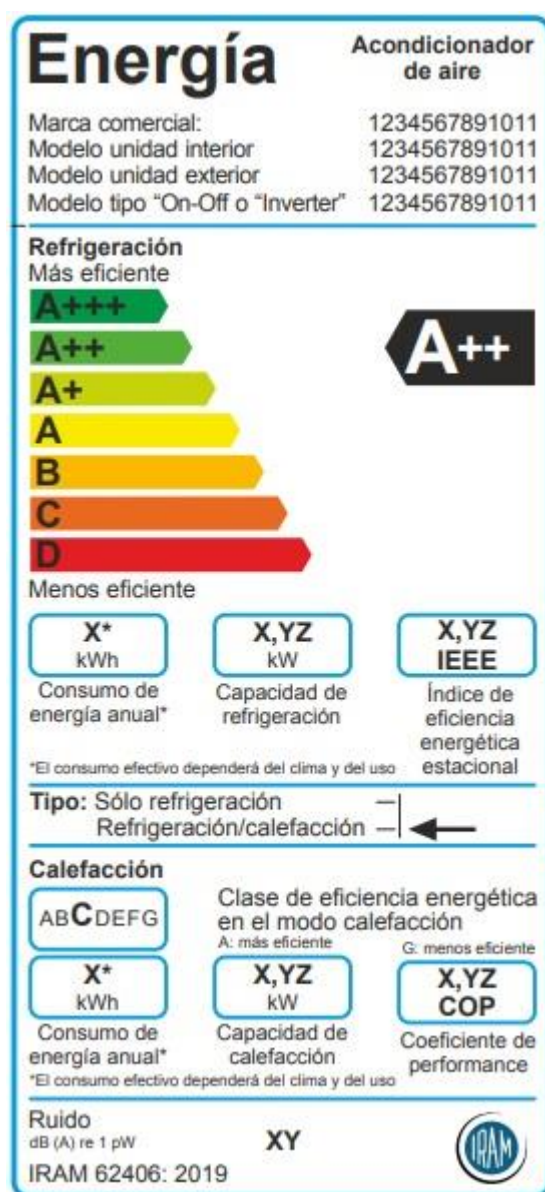 Energía
Acondicionador
de aire
Marca comercial: 1234567891011
Modelo unidad interior 1234567891011
Modelo unidad exterior 1234567891011
Modelo tipo “On-Off o “Inverter” 1234567891011
Refrigeración
Más eficiente
A+++
A++
A++
A+
A
B
C
D
Menos eficiente
X*
kWh
Consumo de
energía anual*
X,YZ
kW
Capacidad de
refrigeración
X,YZ
IEEE
Índice de
eficiencia
energética
estacional
*El consumo efectivo dependerá del clima y del uso
Tipo: Sólo refrigeración
Refrigeración/calefacción
Calefacción
ABCDEFG
Clase de eficiencia energética
en el modo calefacción
A: más eficiente G: menos eficiente
X*
kWh
Consumo de
energía anual*
X,YZ
kW
Capacidad de
calefacción
X,YZ
COP
Coeficiente de
performance
*El consumo efectivo dependerá del clima y del uso
Ruido
dB (A) re 1 pW
XY
IRAM
IRAM 62406: 2019